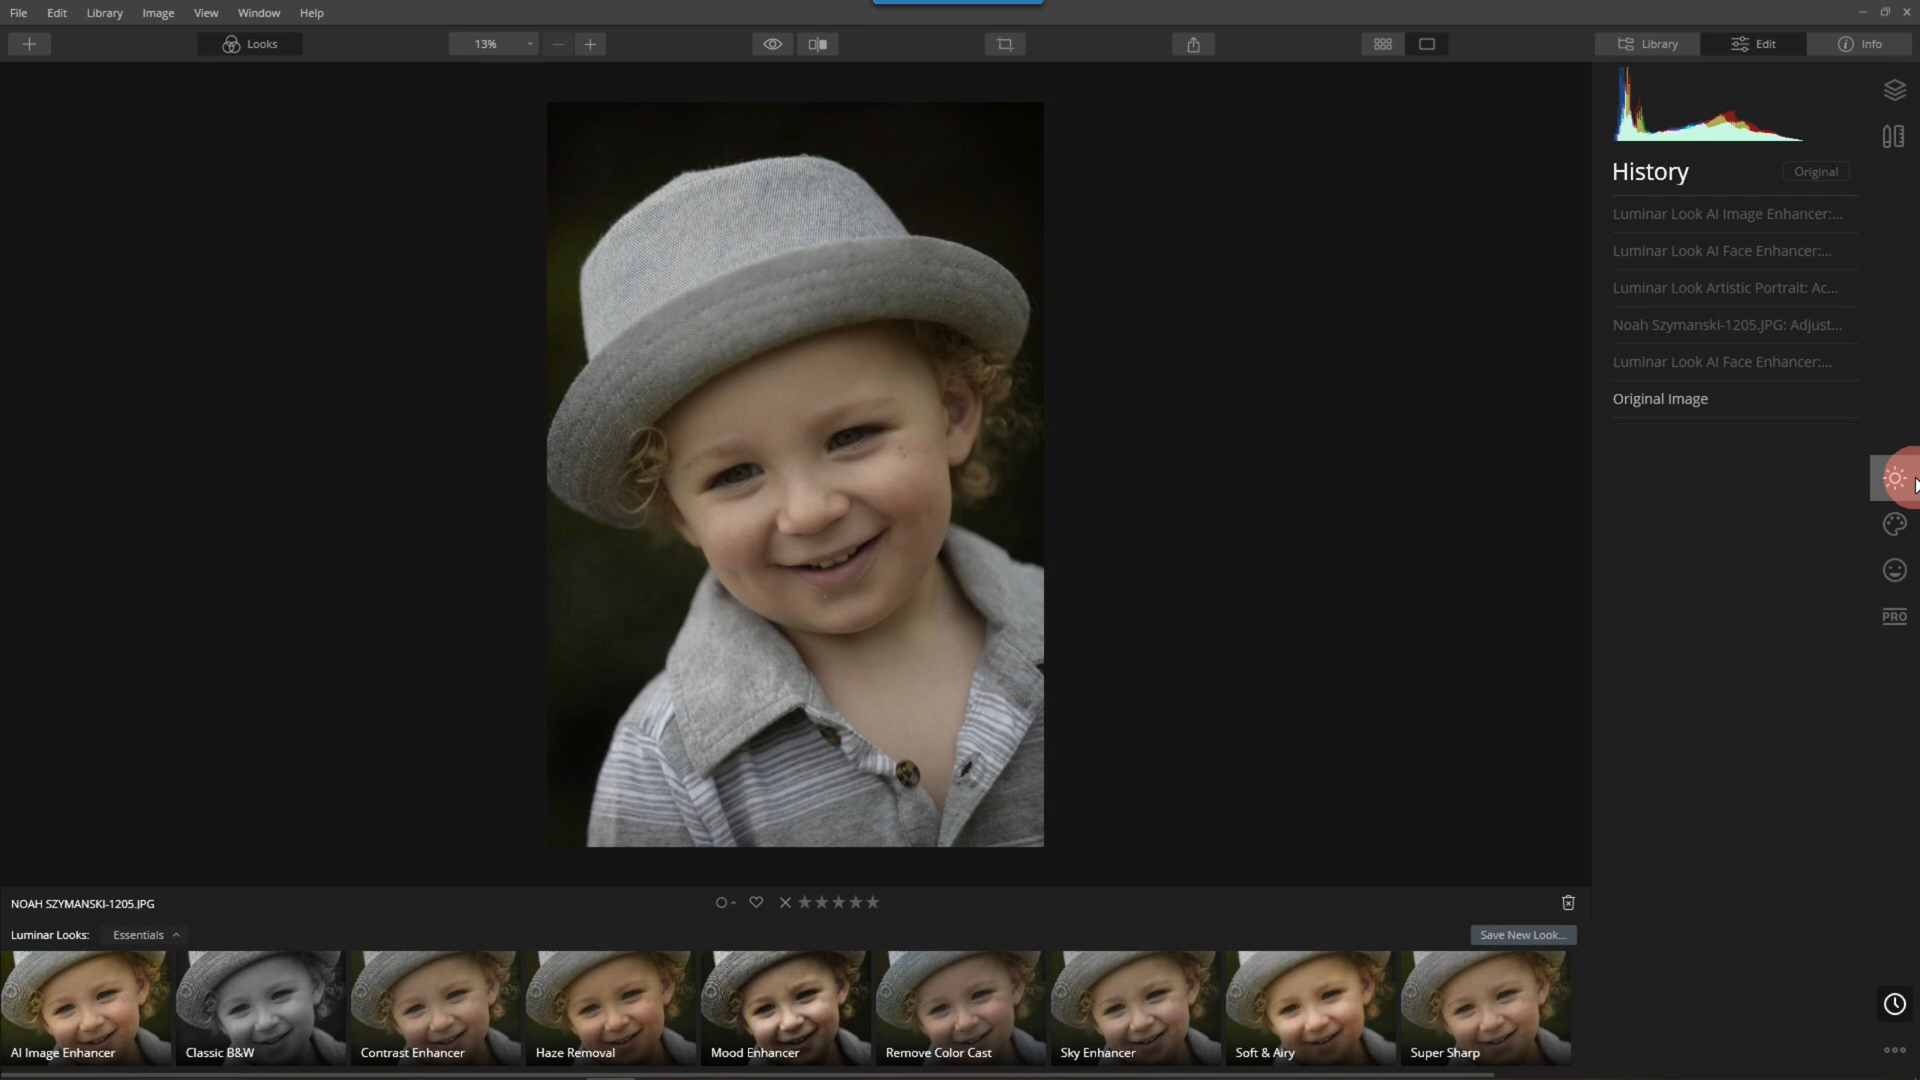 File Edit Library Image View Window Help
Looks 13% Library Edit Info
History Original
Luminar Look AI Image Enhancer:...
Luminar Look AI Face Enhancer:...
Luminar Look Artistic Portrait: Ac...
Noah Szymanski-1205.JPG: Adjust...
Luminar Look AI Face Enhancer:...
Original Image
PRO
NOAH SZYMANSKI-1205.JPG
Luminar Looks: Essentials Save New Look...
AI Image Enhancer Classic B&W Contrast Enhancer Haze Removal Mood Enhancer Remove Color Cast Sky Enhancer Soft & Airy Super Sharp